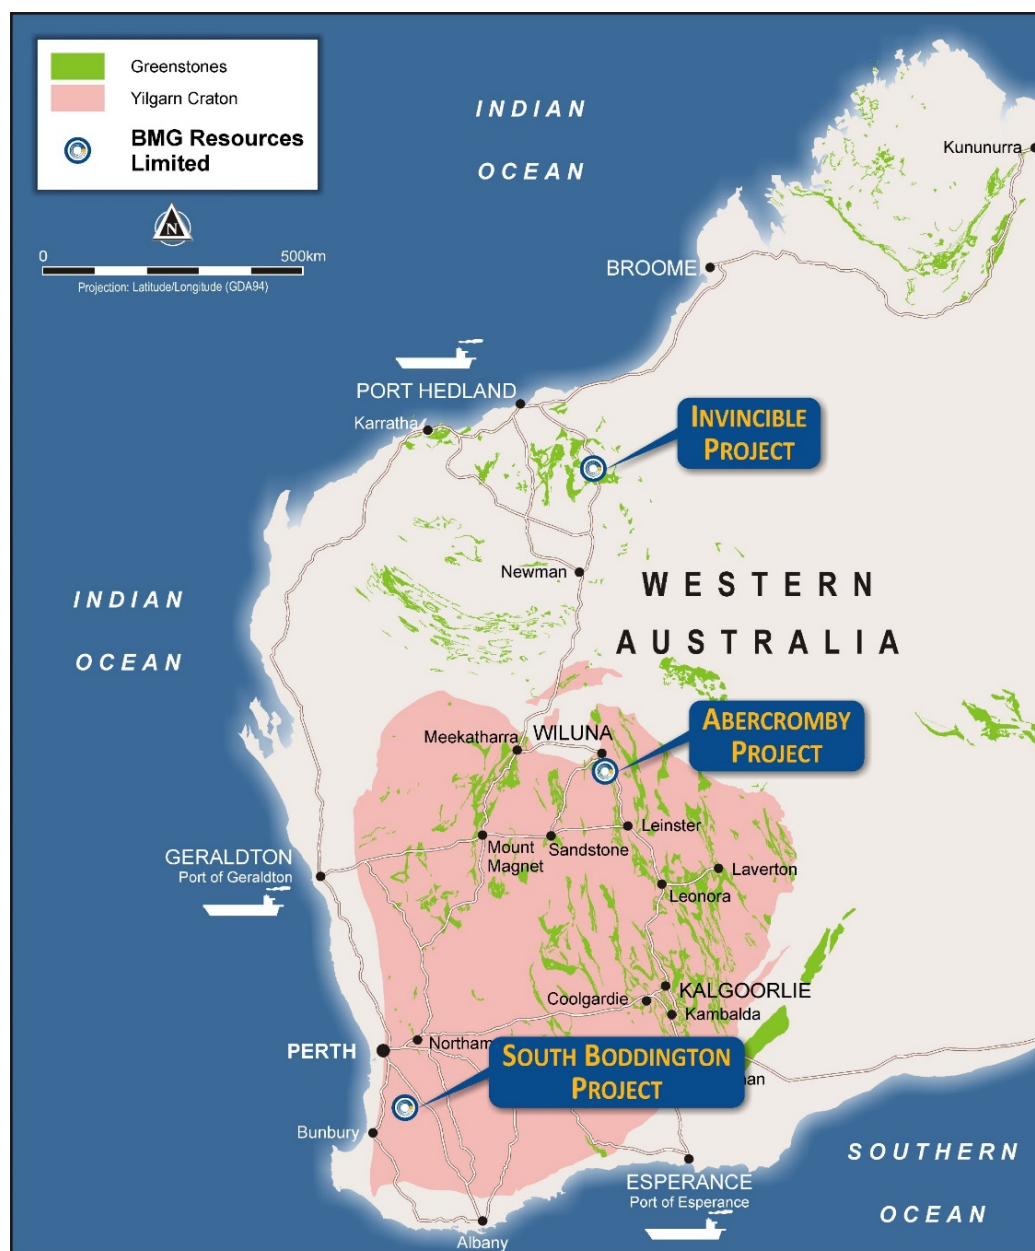 Greenstones
Yilgarn Craton
BMG Resources
Limited
N
0 500km
Projection: Latitude/Longitude (GDA94)
INDIAN
OCEAN
Kununurra
BROOME
PORT HEDLAND
Karratha
INVINCIBLE
PROJECT
Newman
WESTERN
AUSTRALIA
INDIAN
OCEAN
ABERCROMBY
PROJECT
Meekatharra
WILUNA
Leinster
Mount
Magnet
Sandstone
Laverton
Leonora
GERALDTON
Port of Geraldton
KALGOORLIE
Coolgardie
Kambalda
PERTH
Northam
SOUTH BODDINGTON
PROJECT
Bunbury
ESPERANCE
Port of Esperance
Albany
SOUTHERN
OCEAN